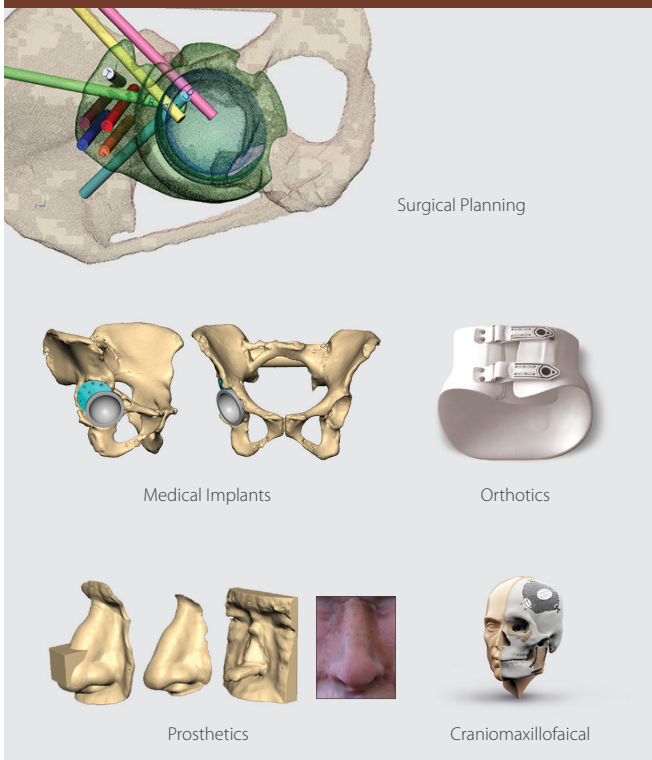 Surgical Planning
Medical Implants
Orthotics
Prosthetics
Craniomaxillofaical